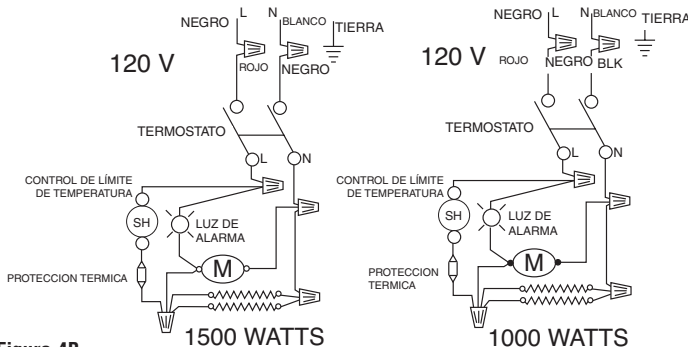 NEGRO L N BLANCO TIERRA
120 V ROJO NEGRO
TERMOSTATO
L N
CONTROL DE LÍMITE
DE TEMPERATURA
SH LUZ DE
ALARMA
M
PROTECCION TERMICA
1500 WATTS
NEGRO L N BLANCO TIERRA
120 V ROJO NEGRO BLK
TERMOSTATO
L N
CONTROL DE LÍMITE
DE TEMPERATURA
SH LUZ DE
ALARMA
M
PROTECCION
TERMICA
1000 WATTS
Figure 4B